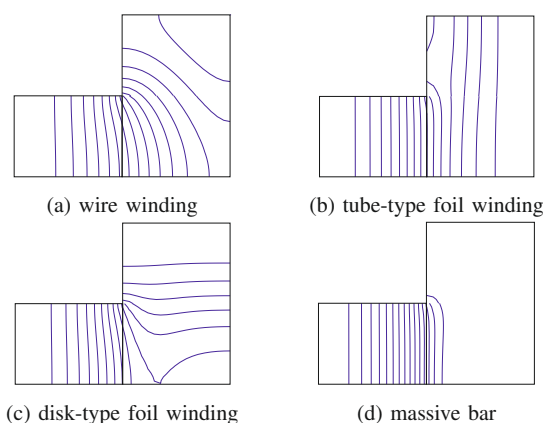 (a) wire winding
(b) tube-type foil winding
(c) disk-type foil winding
(d) massive bar